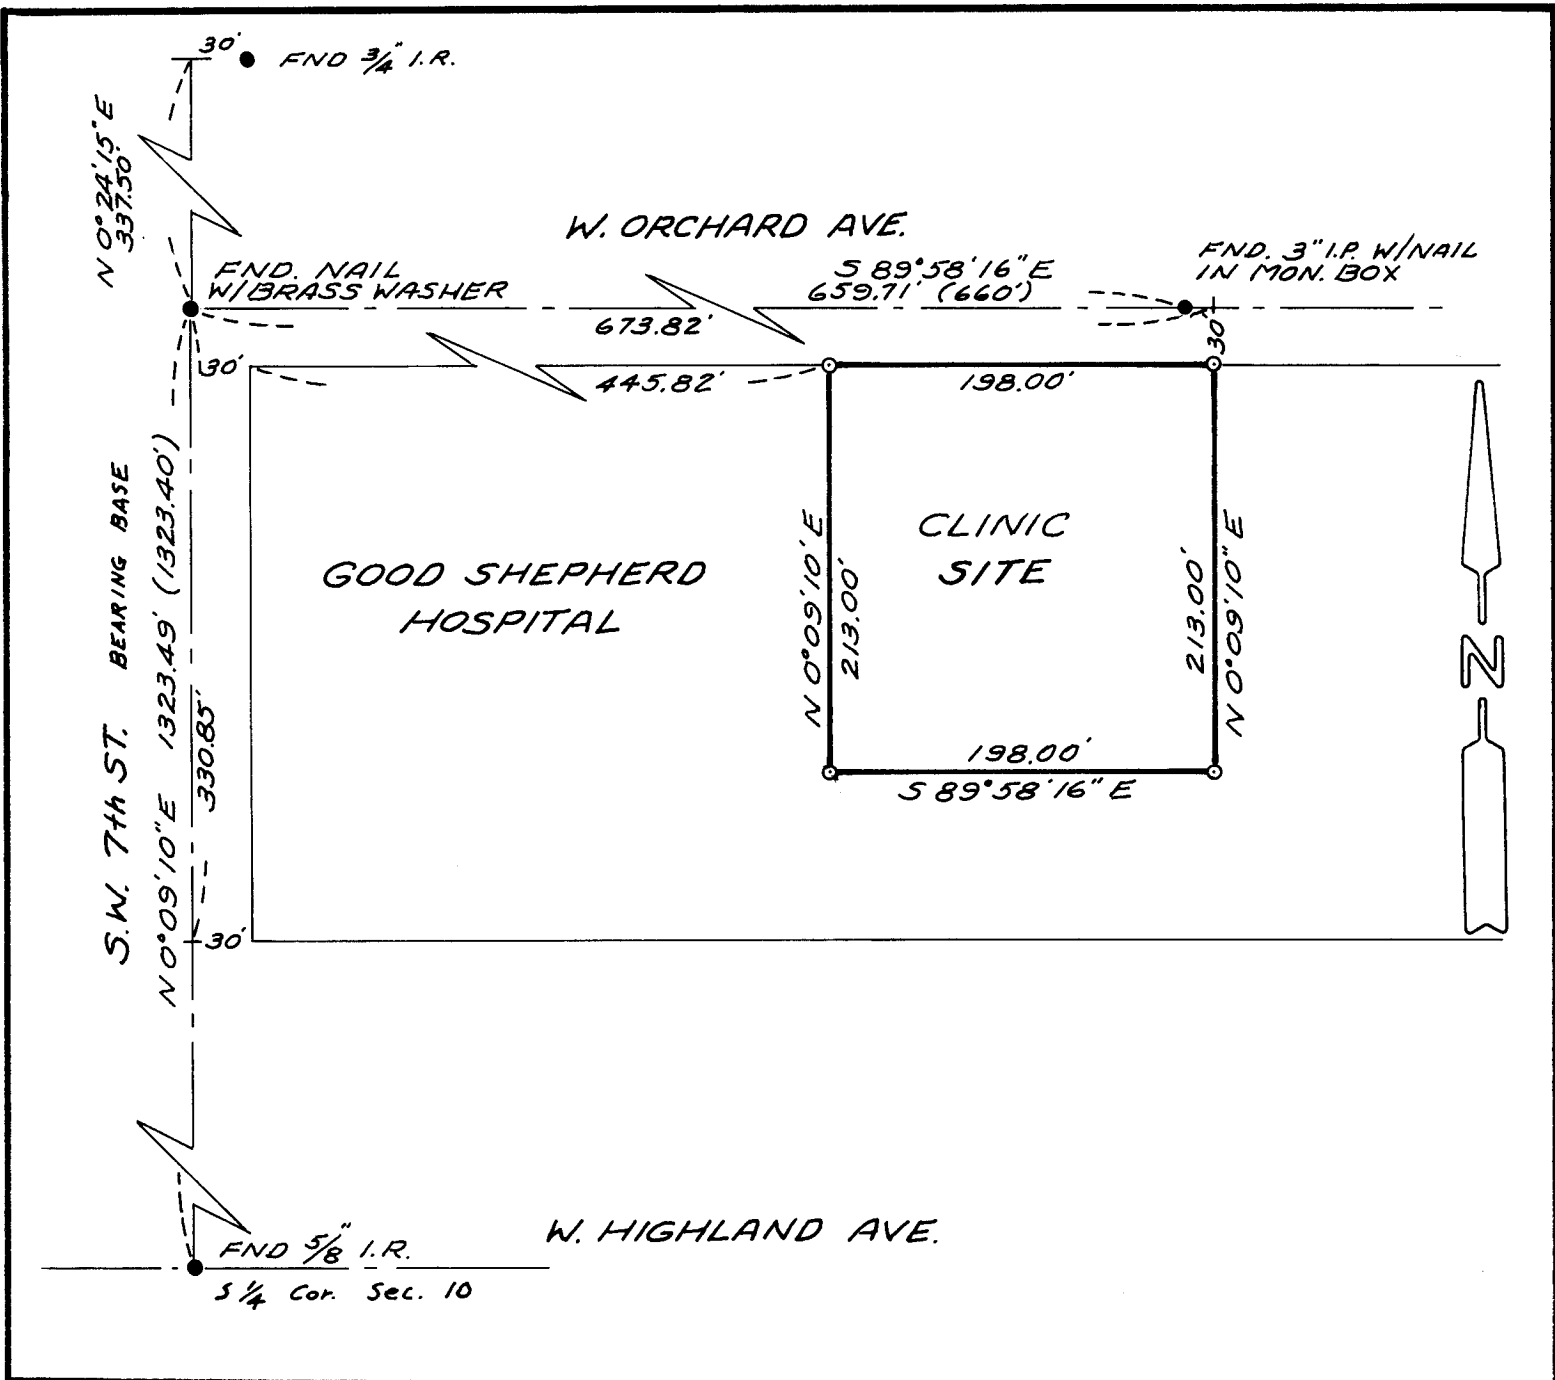 30'
FND 3/4" I.R.
N 0°24'15" E
337.50'
W. ORCHARD AVE.
FND. NAIL
W/BRASS WASHER
S 89°58'16" E
659.71' (660')
FND. 3" I.P. W/NAIL
IN MON. BOX
673.82'
30'
30'
445.82'
198.00'
S.W. 7th ST. BEARING BASE
N 0°09'10" E 1323.49' (1323.40')
330.85'
GOOD SHEPHERD
HOSPITAL
N 0°09'10' E
213.00'
CLINIC
SITE
213.00'
N 0°09'10" E
N
198.00'
S 89°58'16" E
30'
W. HIGHLAND AVE.
FND 5/8" I.R.
S 1/4 Cor. Sec. 10